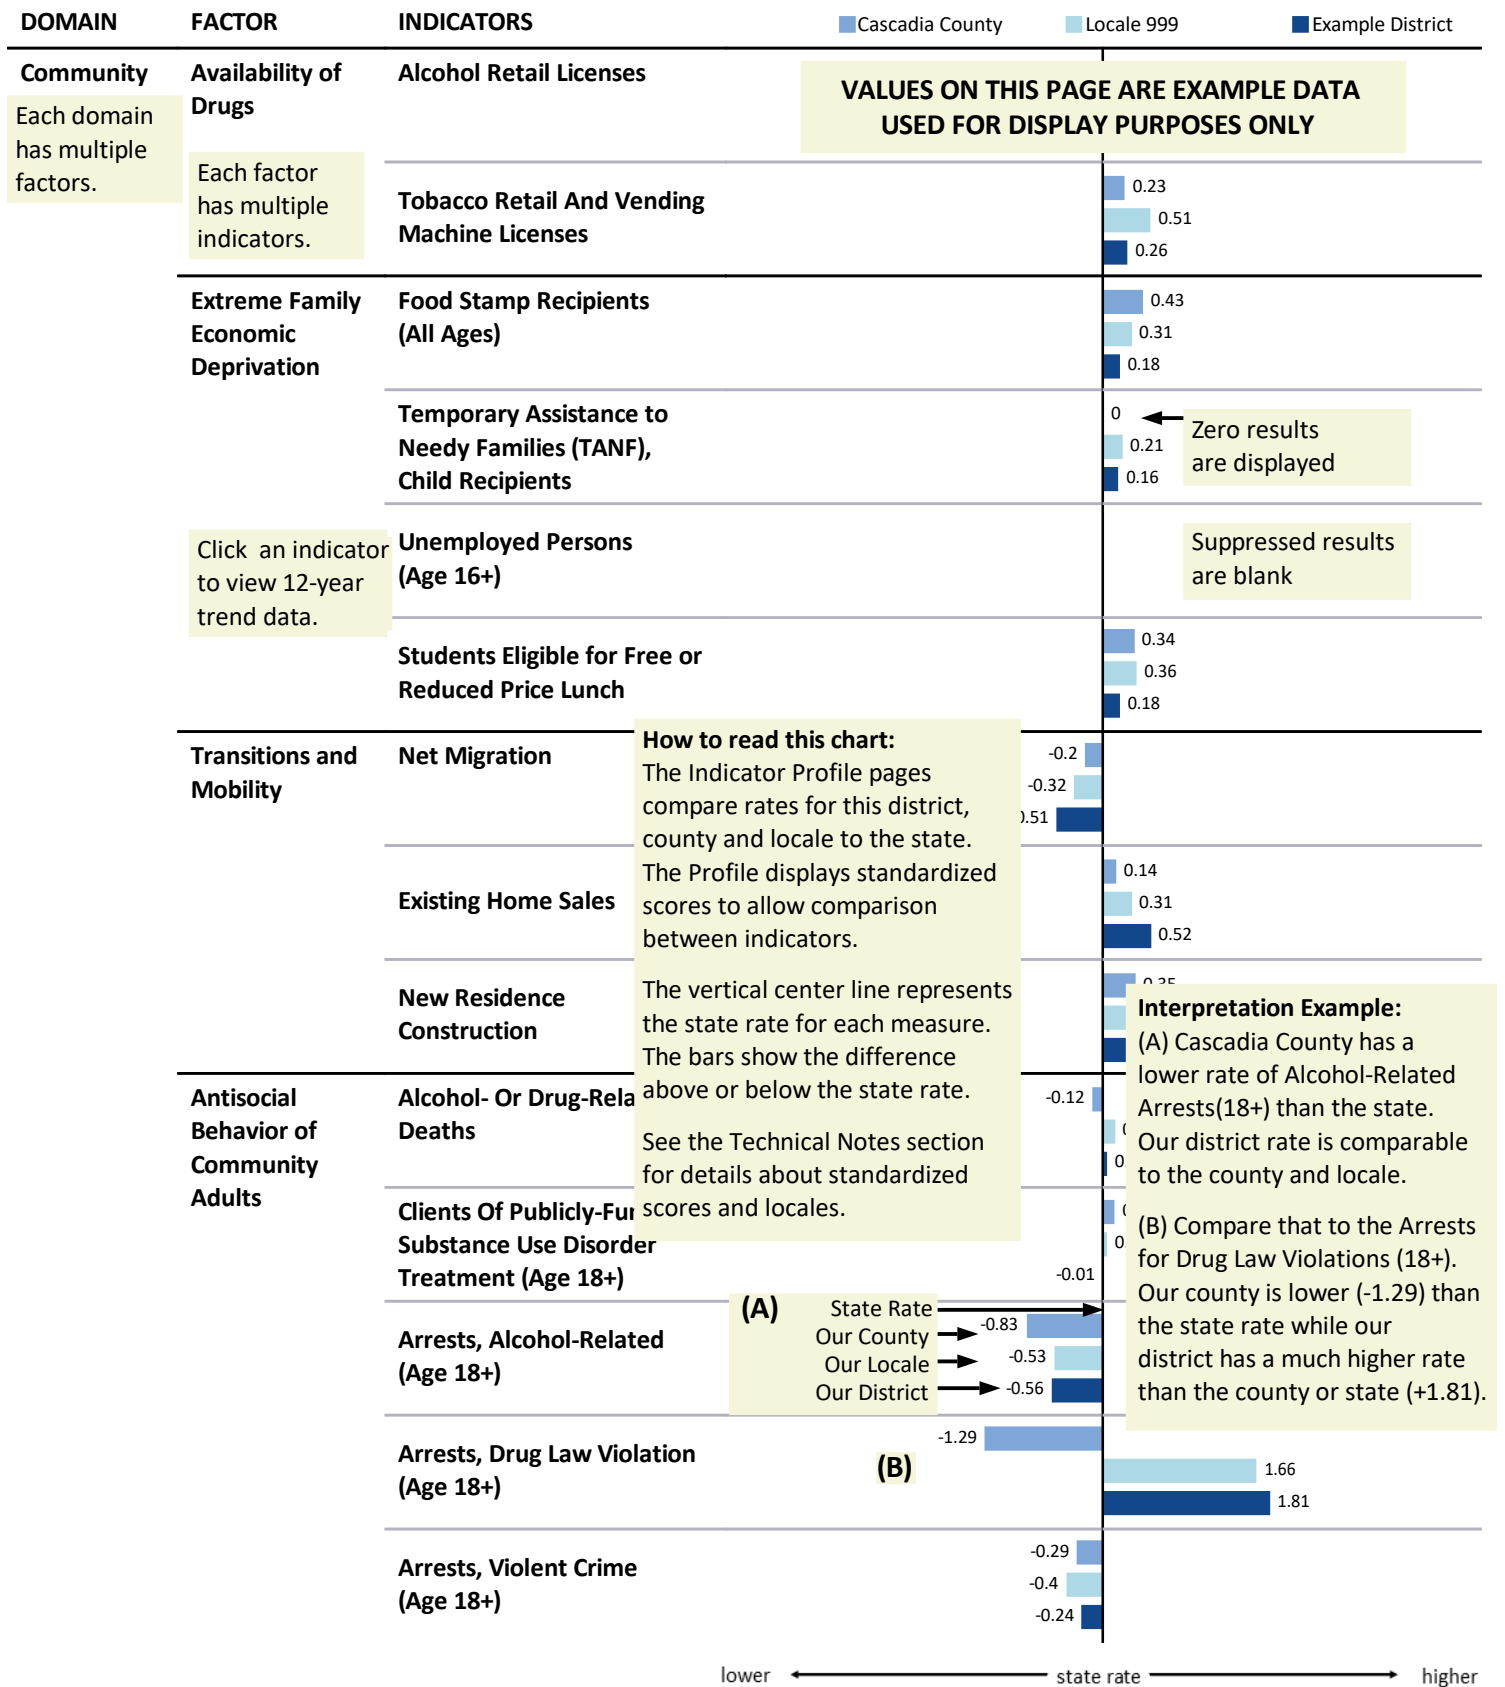 DOMAIN FACTOR INDICATORS Cascadia County Locale 999 Example District
Community Availability of Drugs Alcohol Retail Licenses
VALUES ON THIS PAGE ARE EXAMPLE DATA
USED FOR DISPLAY PURPOSES ONLY
Each domain
has multiple
factors.
Each factor
has multiple
indicators.
Tobacco Retail And Vending
Machine Licenses
0.23
0.51
0.26
Extreme Family
Economic
Deprivation
Food Stamp Recipients
(All Ages)
0.43
0.31
0.18
Temporary Assistance to
Needy Families (TANF),
Child Recipients
0
0.21
0.16
Zero results
are displayed
Click an indicator
to view 12-year
trend data.
Unemployed Persons
(Age 16+)
Suppressed results
are blank
Students Eligible for Free or
Reduced Price Lunch
0.34
0.36
0.18
Transitions and
Mobility
Net Migration
-0.2
-0.32
0.51
How to read this chart:
The Indicator Profile pages
compare rates for this district,
county and locale to the state.
The Profile displays standardized
scores to allow comparison
between indicators.
The vertical center line represents
the state rate for each measure.
The bars show the difference
above or below the state rate.
See the Technical Notes section
for details about standardized
scores and locales.
Existing Home Sales
0.14
0.31
0.52
New Residence
Construction
Interpretation Example:
(A) Cascadia County has a
lower rate of Alcohol-Related
Arrests(18+) than the state.
Our district rate is comparable
to the county and locale.
(B) Compare that to the Arrests
for Drug Law Violations (18+).
Our county is lower (-1.29) than
the state rate while our
district has a much higher rate
than the county or state (+1.81).
Antisocial
Behavior of
Community
Adults
Alcohol- Or Drug-Rela
Deaths
-0.12
Clients Of Publicly-Fu
Substance Use Disorder
Treatment (Age 18+)
-0.01
Arrests, Alcohol-Related
(Age 18+)
(A) State Rate
Our County -0.83
Our Locale -0.53
Our District -0.56
Arrests, Drug Law Violation
(Age 18+)
(B)
-1.29
1.66
1.81
Arrests, Violent Crime
(Age 18+)
-0.29
-0.4
-0.24
lower state rate higher